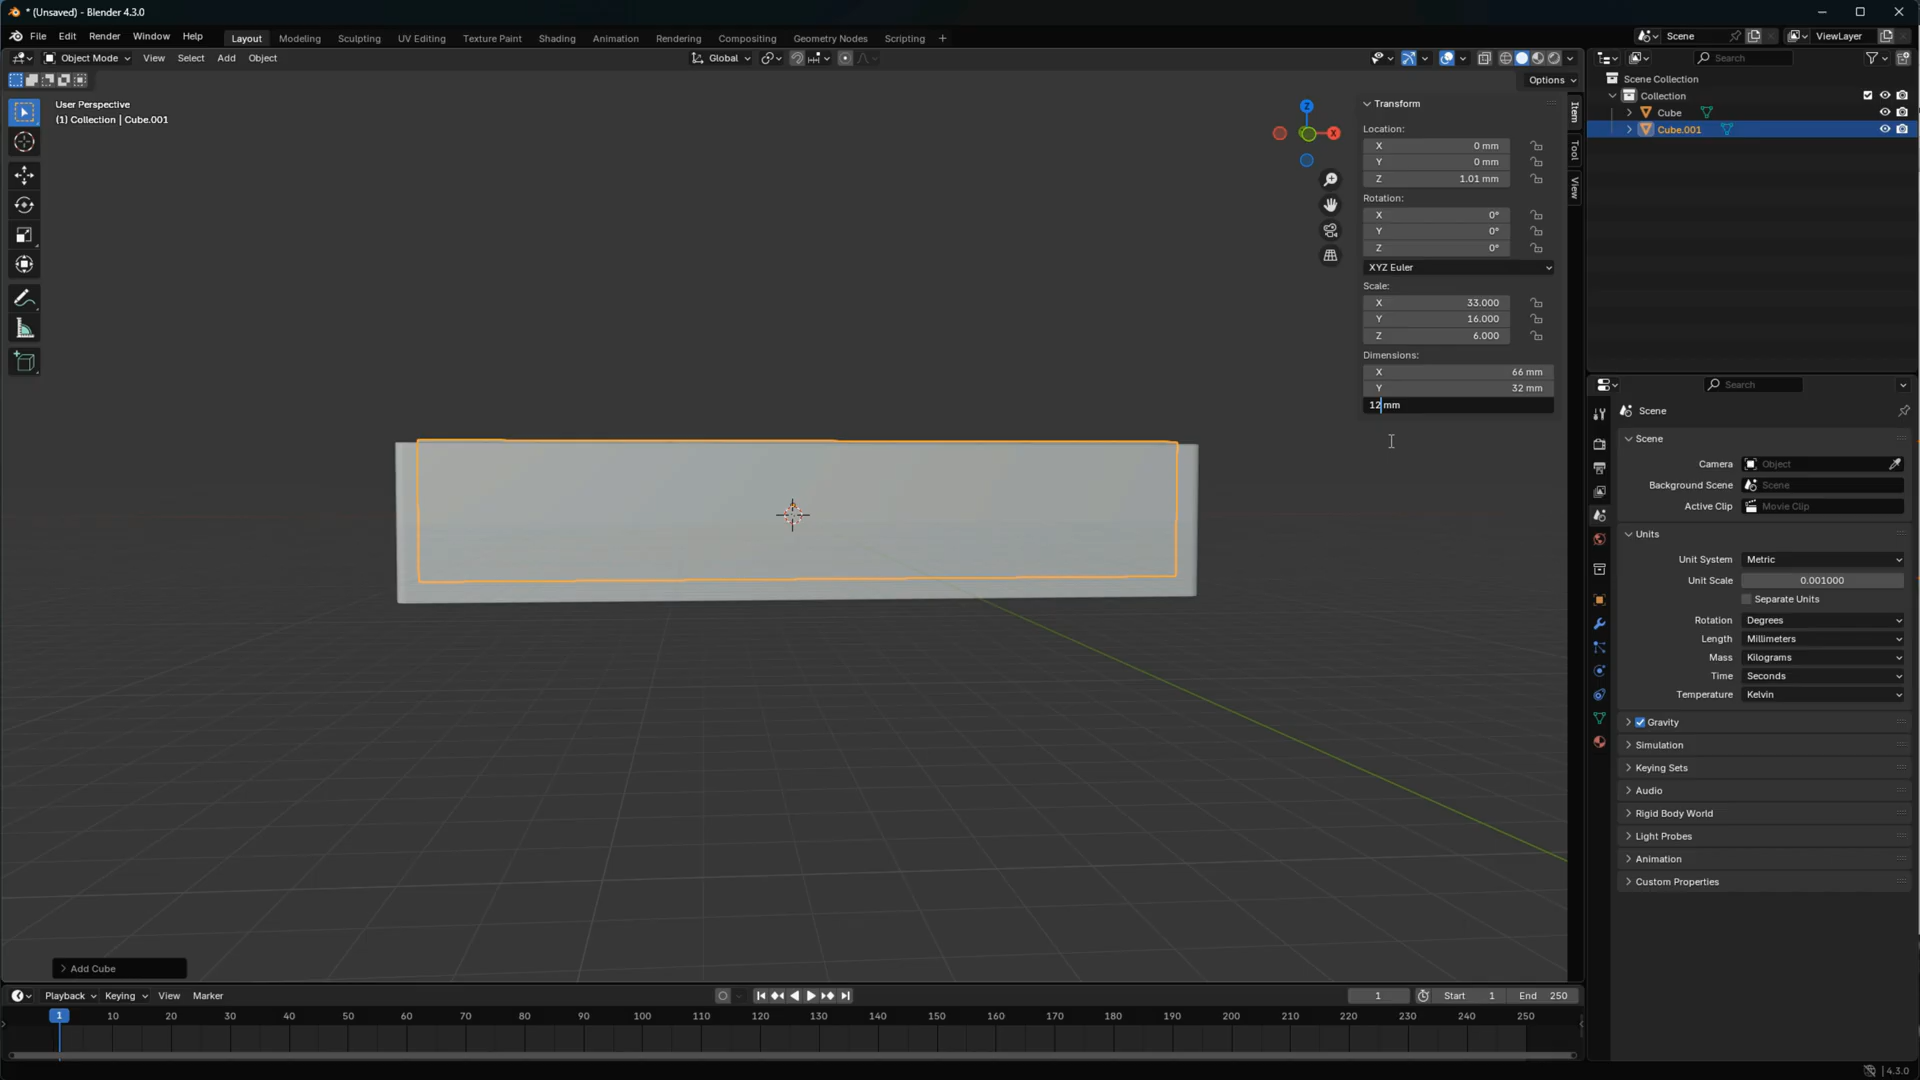 * (Unsaved) - Blender 4.3.0
File Edit Render Window Help
Layout Modeling Sculpting UV Editing Texture Paint Shading Animation Rendering Compositing Geometry Nodes Scripting +
Scene ViewLayer
Object Mode View Select Add Object
Global
Search
Options
User Perspective
(1) Collection | Cube.001
Z
X
Transform
Location:
X 0 mm
Y 0 mm
Z 1.01 mm
Rotation:
X 0°
Y 0°
Z 0°
XYZ Euler
Scale:
X 33.000
Y 16.000
Z 6.000
Dimensions:
X 66 mm
Y 32 mm
12 mm
Item
Tool
View
Scene Collection
Collection
Cube
Cube.001
Search
Scene
Scene
Camera Object
Background Scene Scene
Active Clip Movie Clip
Units
Unit System Metric
Unit Scale 0.001000
Separate Units
Rotation Degrees
Length Millimeters
Mass Kilograms
Time Seconds
Temperature Kelvin
Gravity
Simulation
Keying Sets
Audio
Rigid Body World
Light Probes
Animation
Custom Properties
Add Cube
Playback Keying View Marker
1 Start 1 End 250
1 10 20 30 40 50 60 70 80 90 100 110 120 130 140 150 160 170 180 190 200 210 220 230 240 250
4.3.0